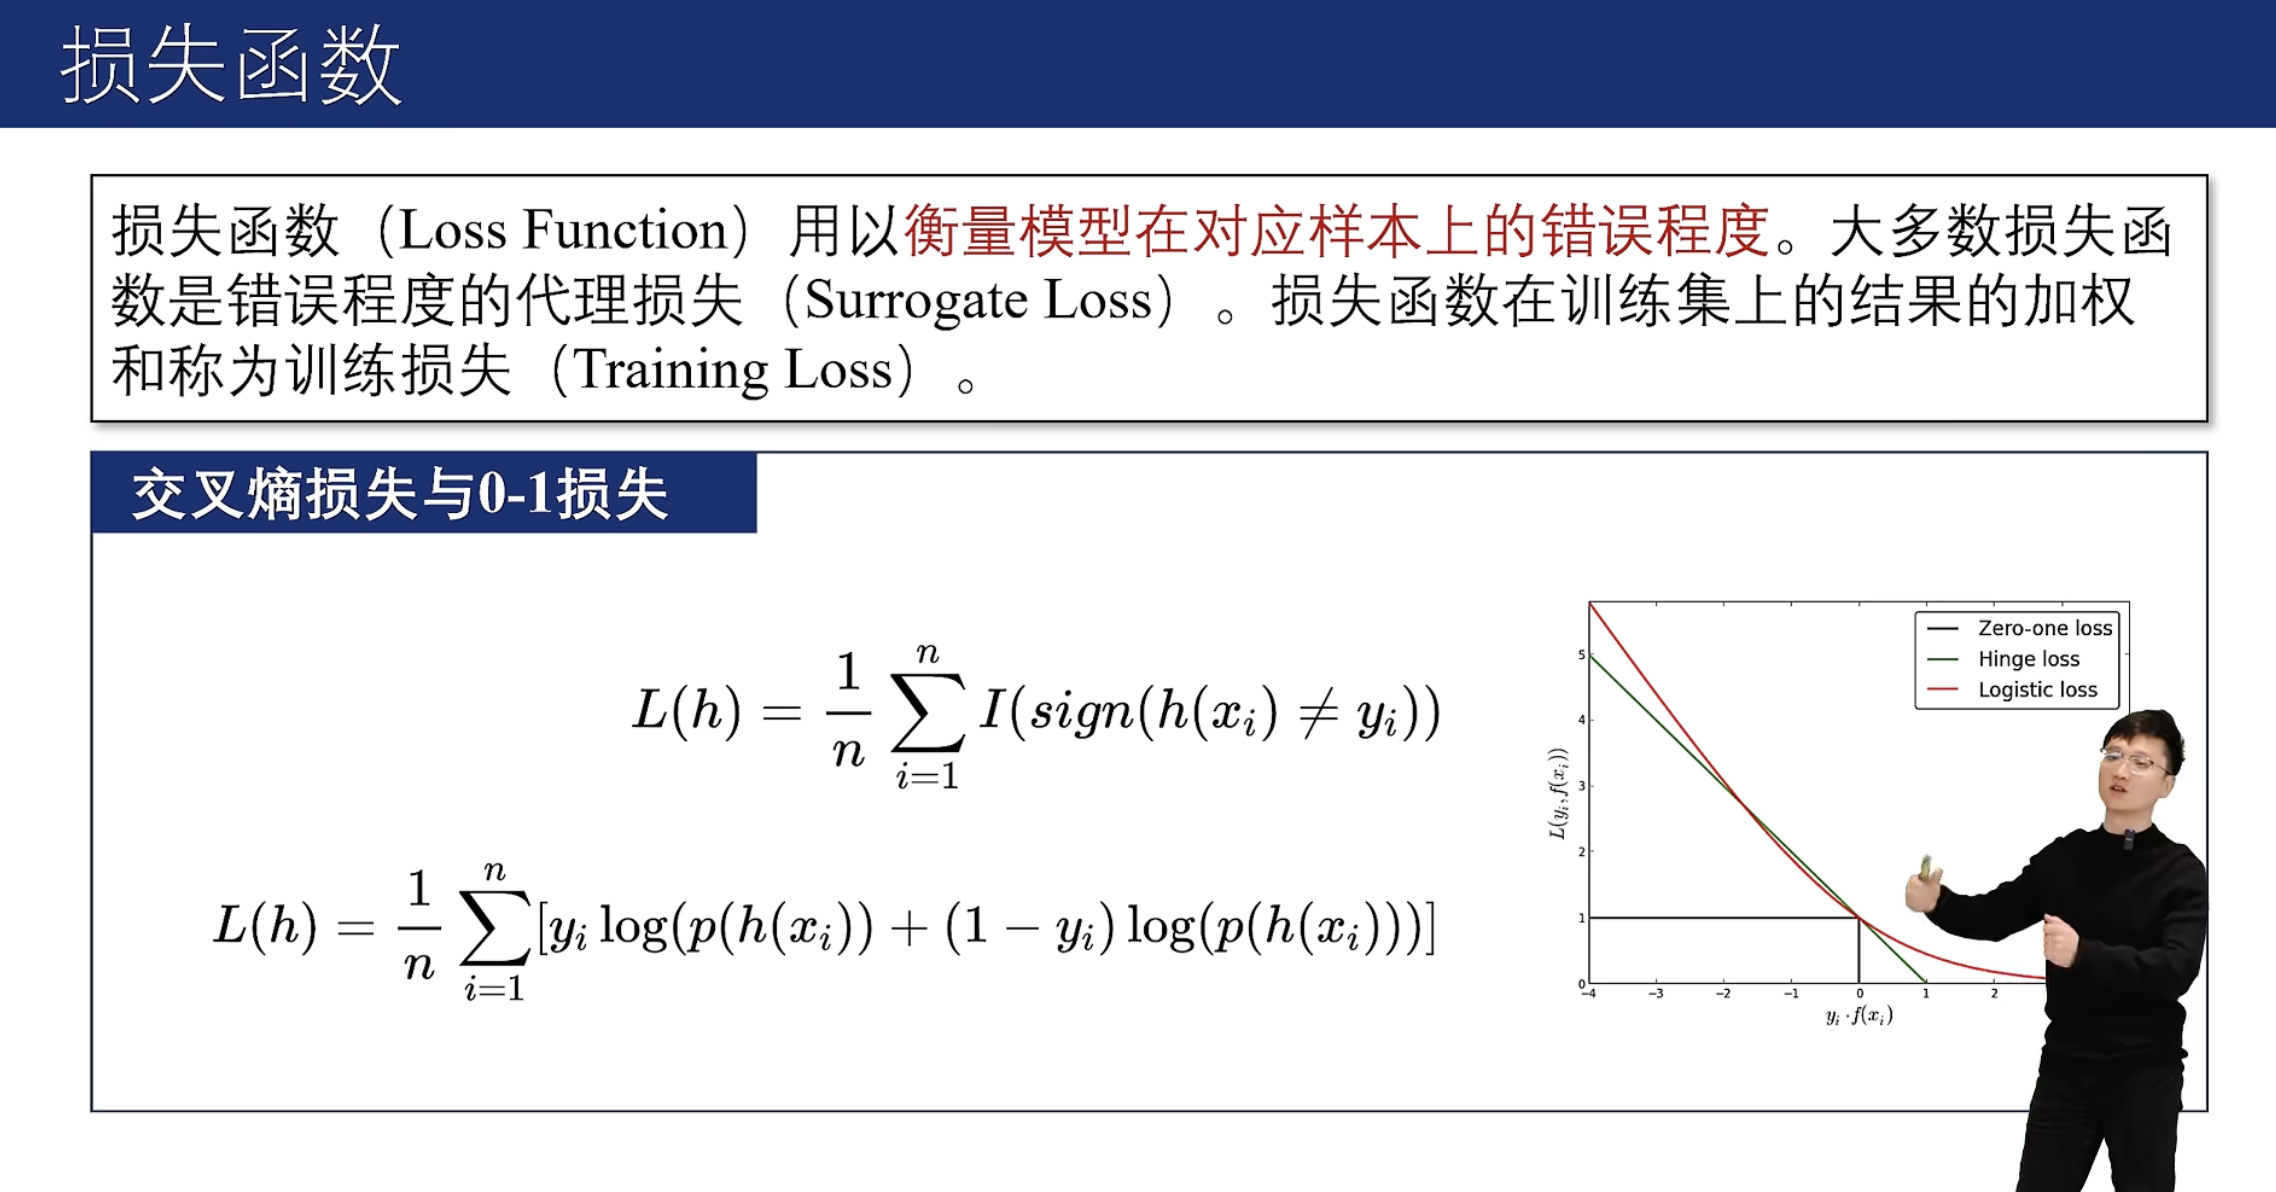 损失函数
损失函数（Loss Function）用以衡量模型在对应样本上的错误程度。大多数损失函
数是错误程度的代理损失（Surrogate Loss）。损失函数在训练集上的结果的加权
和称为训练损失（Training Loss）。
交叉熵损失与0-1损失
L(h) = \frac{1}{n} \sum_{i=1}^{n} I(sign(h(x_i) ≠ y_i))
L(h) = \frac{1}{n} \sum_{i=1}^{n} [y_i log(p(h(x_i)) + (1 − y_i) log(p(h(x_i)))]
Zero-one loss
Hinge loss
Logistic loss
L(y_i, f(x_i))
5
4
3
2
1
0
−4 −3 −2 −1 0 1 2
y_i · f(x_i)